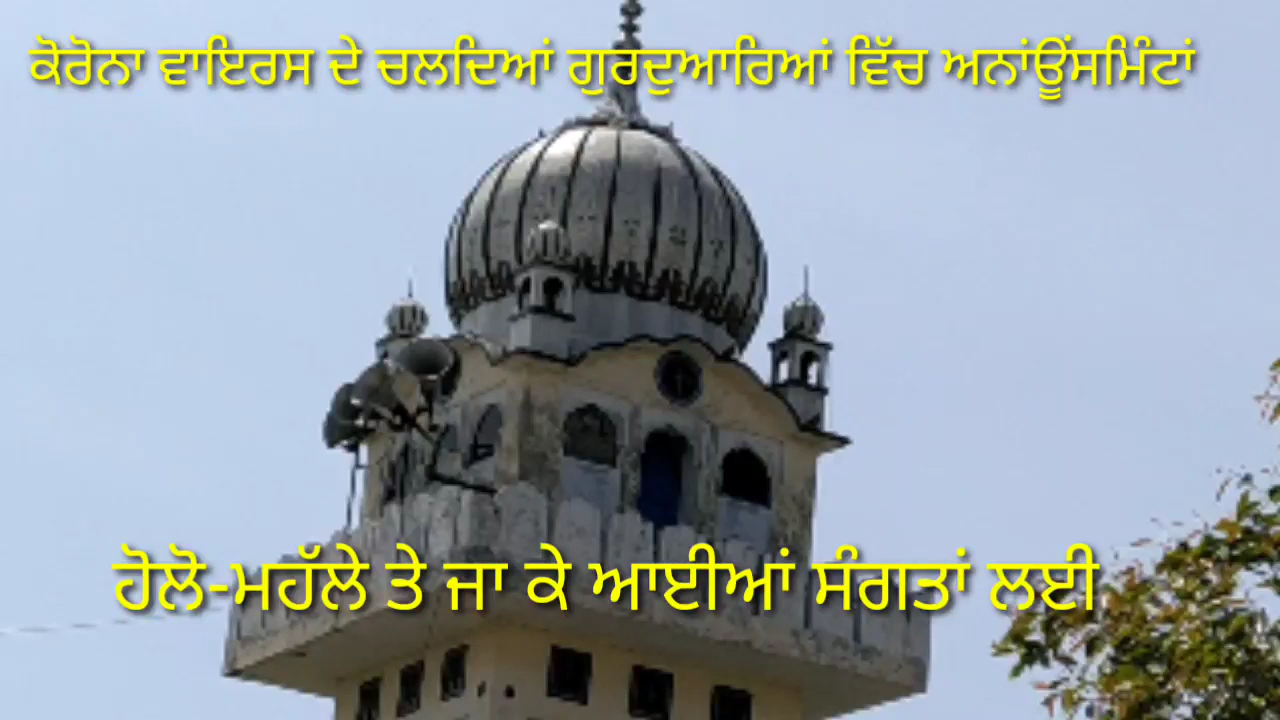 ਕੋਰੋਨਾ ਵਾਇਰਸ ਦੇ ਚਲਦਿਆਂ ਗੁਰਦੁਆਰਿਆਂ ਵਿੱਚ ਅਨਾਂਊਂਸਮਿੰਟਾਂ
ਹੋਲੋ-ਮਹੱਲੇ ਤੇ ਜਾ ਕੇ ਆਈਆਂ ਸੰਗਤਾਂ ਲਈ